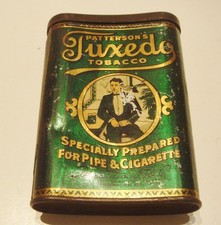 PATTERSON'S
Tuxedo
TOBACCO
SPECIALLY PREPARED
FOR PIPE & CIGARETTE